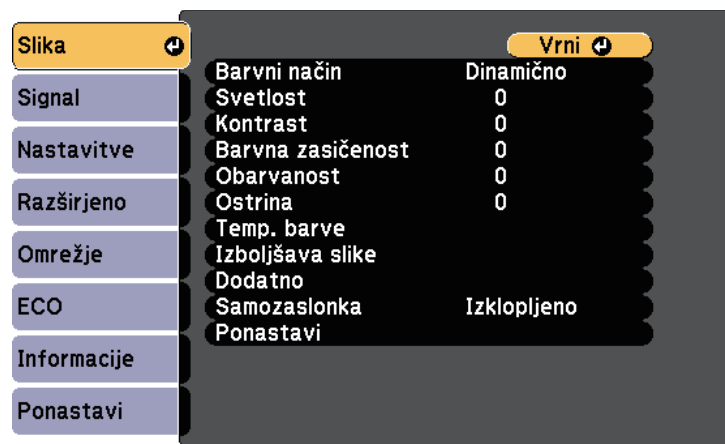 Slika
Signal
Nastavitve
Razširjeno
Omrežje
ECO
Informacije
Ponastavi
Vrni
Barvni način Dinamično
Svetlost 0
Kontrast 0
Barvna zasičenost 0
Obarvanost 0
Ostrina 0
Temp. barve
Izboljšava slike
Dodatno
Samozaslonka Izklopljeno
Ponastavi